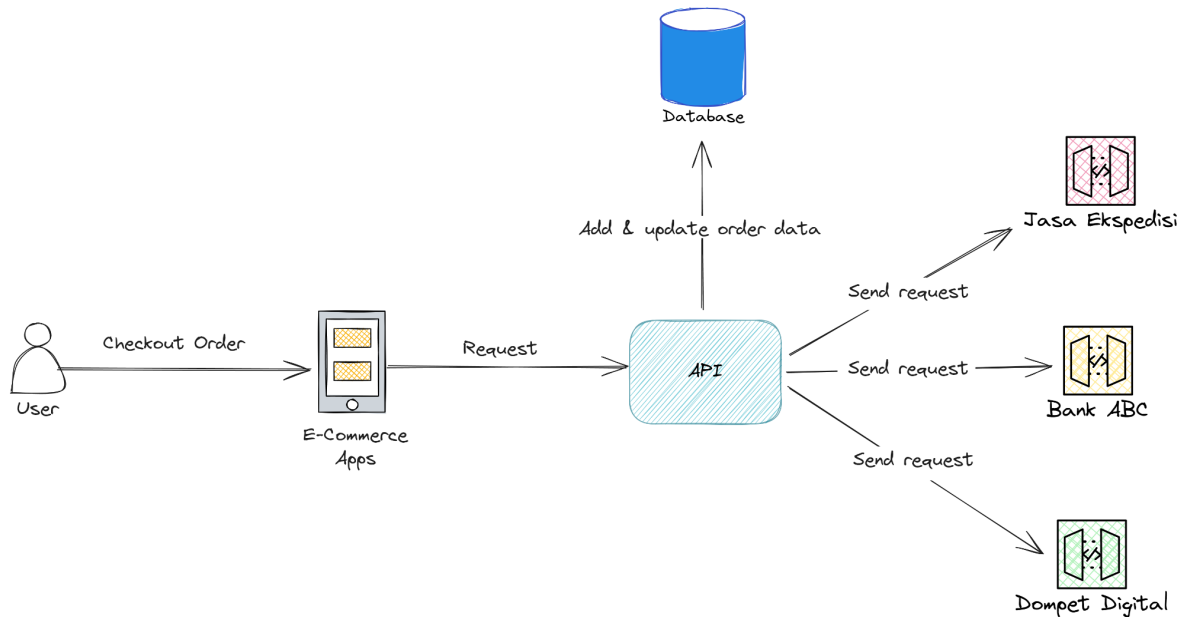 Database
Jasa Ekspedisi
Add & update order data
Send request
Checkout Order
Request
API
Send request
User
Bank ABC
E-Commerce
Apps
Send request
Dompet Digital